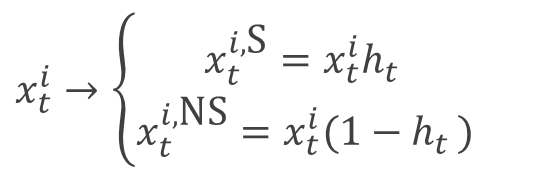 x_t^i → { x_t^{i,S} = x_t^i h_t
x_t^{i,NS} = x_t^i (1 − h_t )